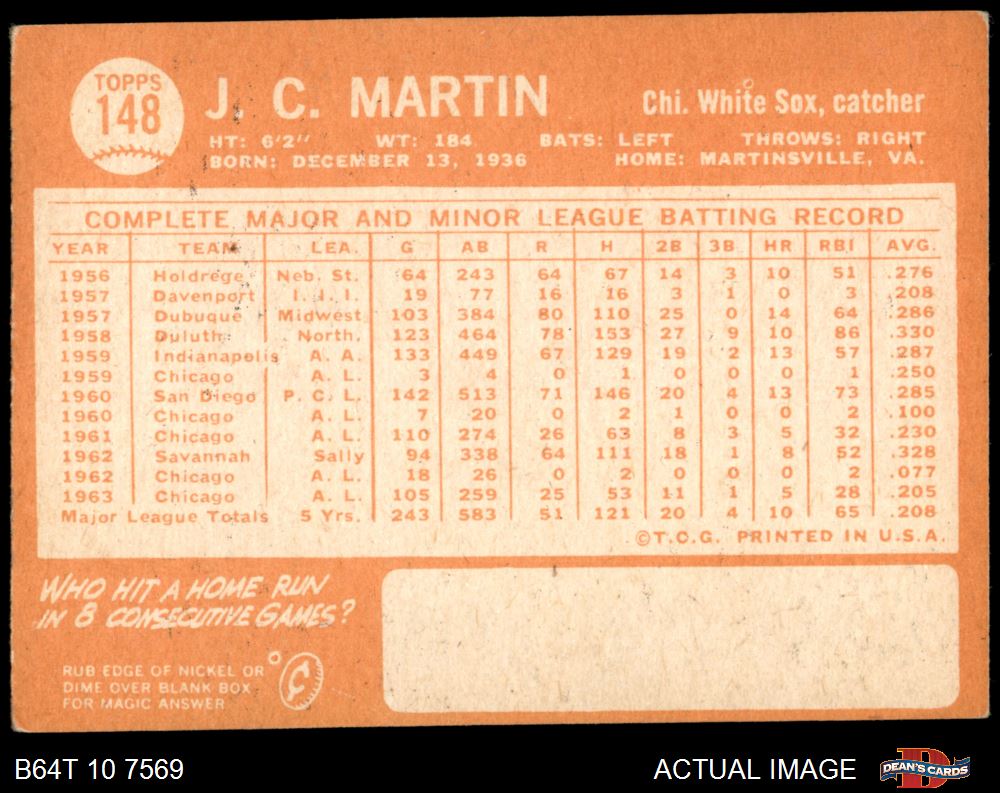 TOPPS
148
J. C. MARTIN
Chi. White Sox, catcher
HT: 6'2" WT: 184 BATS: LEFT THROWS: RIGHT
BORN: DECEMBER 13, 1936 HOME: MARTINSVILLE, VA.
COMPLETE MAJOR AND MINOR LEAGUE BATTING RECORD
YEAR TEAM LEA. G AB R H 2B 3B HR RBI AVG.
1956 Holdrege Neb. St. 64 243 64 67 14 3 10 51 .276
1957 Davenport I. I. I. 19 77 16 16 3 1 0 3 .208
1957 Dubuque Midwest 103 384 80 110 25 0 14 64 .286
1958 Duluth North. 123 464 78 153 27 9 10 86 .330
1959 Indianapolis A. A. 133 449 67 129 19 2 13 57 .287
1959 Chicago A. L. 3 4 0 1 0 0 0 1 .250
1960 San Diego P. C. L. 142 513 71 146 20 4 13 73 .285
1960 Chicago A. L. 7 20 0 2 1 0 0 2 .100
1961 Chicago A. L. 110 274 26 63 8 3 5 32 .230
1962 Savannah Sally 94 338 64 111 18 1 8 52 .328
1962 Chicago A. L. 18 26 0 2 0 0 0 2 .077
1963 Chicago A. L. 105 259 25 53 11 1 5 28 .205
Major League Totals 5 Yrs. 243 583 51 121 20 4 10 65 .208
©T.C.G. PRINTED IN U.S.A.
WHO HIT A HOME RUN
IN 8 CONSECUTIVE GAMES?
RUB EDGE OF NICKEL OR
DIME OVER BLANK BOX
FOR MAGIC ANSWER
¢
B64T 10 7569
ACTUAL IMAGE
DEAN'S CARDS